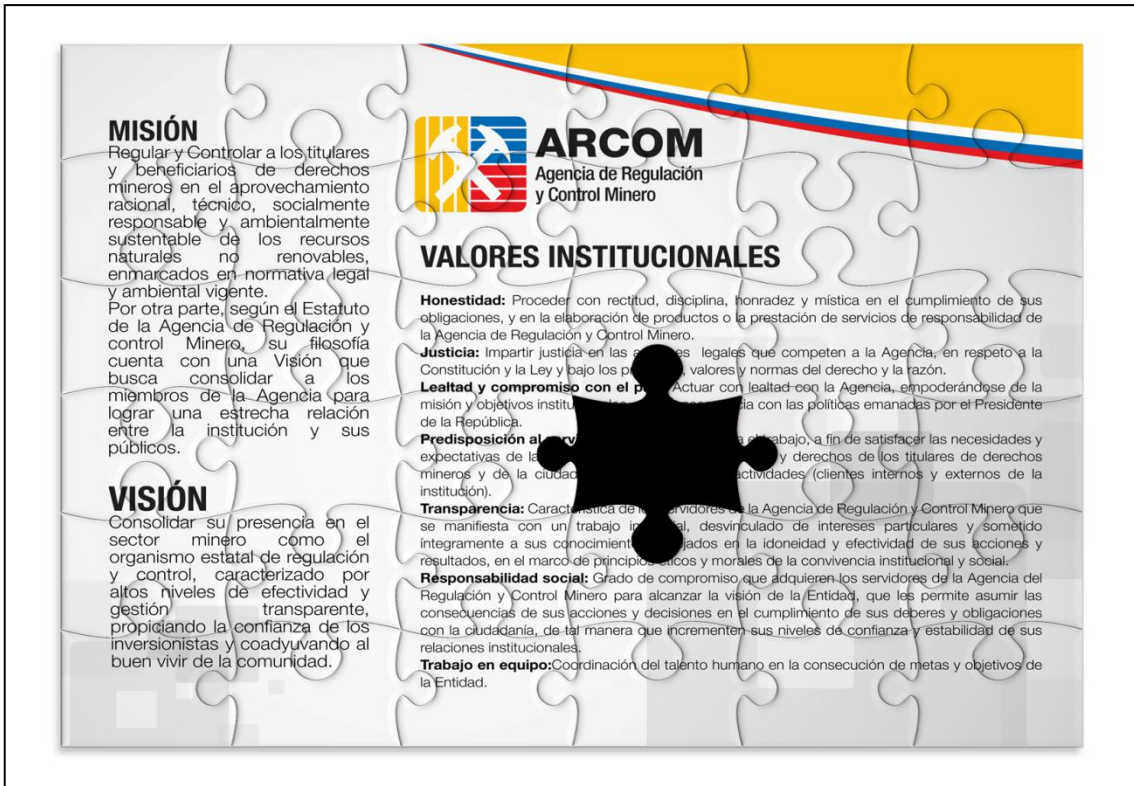 MISIÓN
Regular y Controlar a los titulares
y beneficiarios de derechos
mineros en el aprovechamiento
racional, técnico, socialmente
responsable y ambientalmente
sustentable de los recursos
naturales no renovables,
enmarcados en normativa legal
y ambiental vigente.
Por otra parte, según el Estatuto
de la Agencia de Regulación y
control Minero, su filosofía
cuenta con una Visión que
busca consolidar a los
miembros de la Agencia para
lograr una estrecha relación
entre la institución y sus
públicos.
VISIÓN
Consolidar su presencia en el
sector minero como el
organismo estatal de regulación
y control, caracterizado por
altos niveles de efectividad y
gestión transparente,
propiciando la confianza de los
inversionistas y coadyuvando al
buen vivir de la comunidad.
ARCOM
Agencia de Regulación
y Control Minero
VALORES INSTITUCIONALES
Honestidad: Proceder con rectitud, disciplina, honradez y mística en el cumplimiento de sus
obligaciones, y en la elaboración de productos o la prestación de servicios de responsabilidad de
la Agencia de Regulación y Control Minero.
Justicia: Impartir justicia en las legales que competen a la Agencia, en respeto a la
Constitución y la Ley y bajo los valores y normas del derecho y la razón.
Lealtad y compromiso con el Actuar con lealtad con la Agencia, empoderándose de la
misión y objetivos con las políticas emanadas por el Presidente
de la República.
Predisposición al el trabajo, a fin de satisfacer las necesidades y
expectativas de la y derechos de los titulares de derechos
mineros y de la actividades (clientes internos y externos de la
institución).
Transparencia: Característica de los servidores de la Agencia de Regulación y Control Minero que
se manifiesta con un trabajo desvinculado de intereses particulares y sometido
íntegramente a sus en la idoneidad y efectividad de sus acciones y
resultados, en el marco de principios éticos y morales de la convivencia institucional y social.
Responsabilidad social: Grado de compromiso que adquieren los servidores de la Agencia del
Regulación y Control Minero para alcanzar la visión de la Entidad, que les permite asumir las
consecuencias de sus acciones y decisiones en el cumplimiento de sus deberes y obligaciones
con la ciudadanía, de tal manera que incrementen sus niveles de confianza y estabilidad de sus
relaciones institucionales.
Trabajo en equipo:Coordinación del talento humano en la consecución de metas y objetivos de
la Entidad.